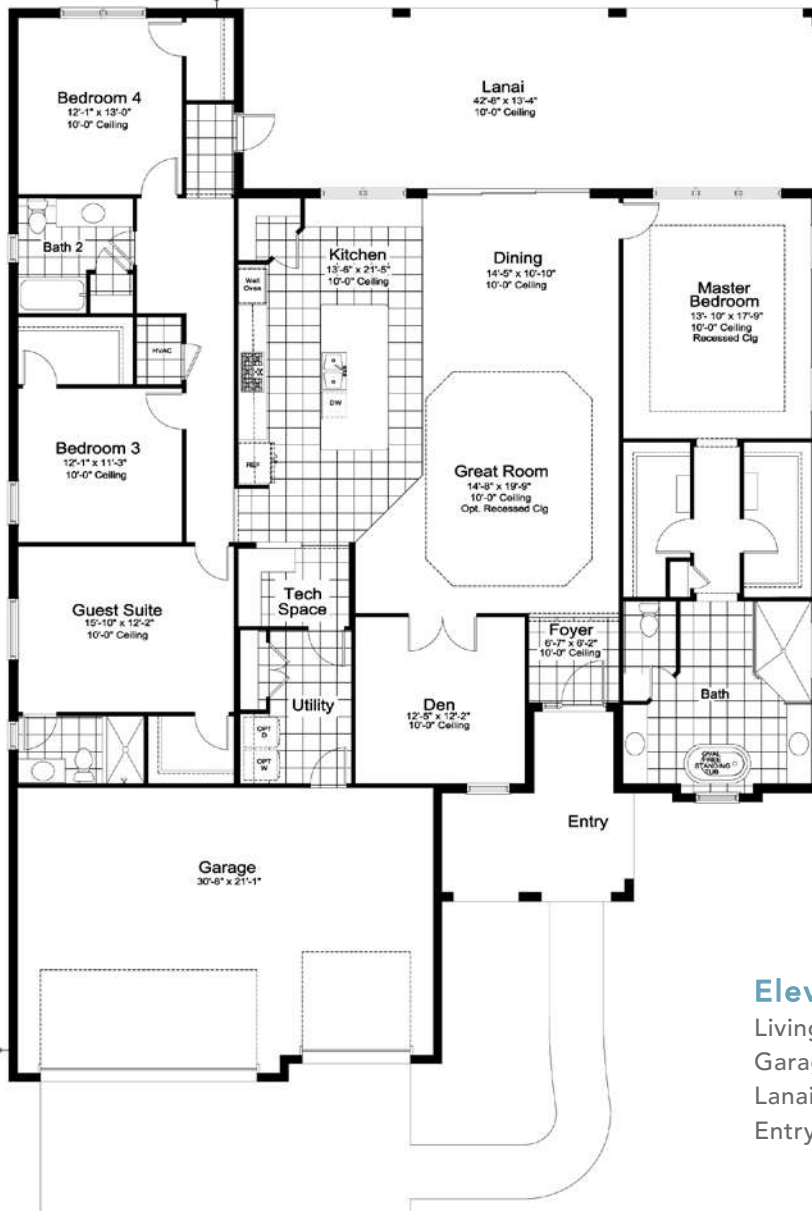 Bedroom 4
12'-1" x 13'-0"
10'-0" Ceiling
Lanai
42'-8" x 13'-4"
10'-0" Ceiling
Bath 2
Kitchen
13'-6" x 21'-5"
10'-0" Ceiling
Dining
14'-5" x 10'-10"
10'-0" Ceiling
Master
Bedroom
13'- 10" x 17'-9"
10'-0" Ceiling
Recessed Clg
Wall
Oven
HVAC
DW
REF
Bedroom 3
12'-1" x 11'-3"
10'-0" Ceiling
Great Room
14'-8" x 19'-9"
10'-0" Ceiling
Opt. Recessed Clg
Guest Suite
15'-10" x 12'-2"
10'-0" Ceiling
Tech
Space
Foyer
6'-7" x 6'-2"
10'-0" Ceiling
Utility
Den
12'-5" x 12'-2"
10'-0" Ceiling
Bath
OPT
D
OPT
W
OVAL
FREE
STANDING
TUB
Entry
Garage
30'-6" x 21'-1"
Elev
Living
Garag
Lanai
Entry